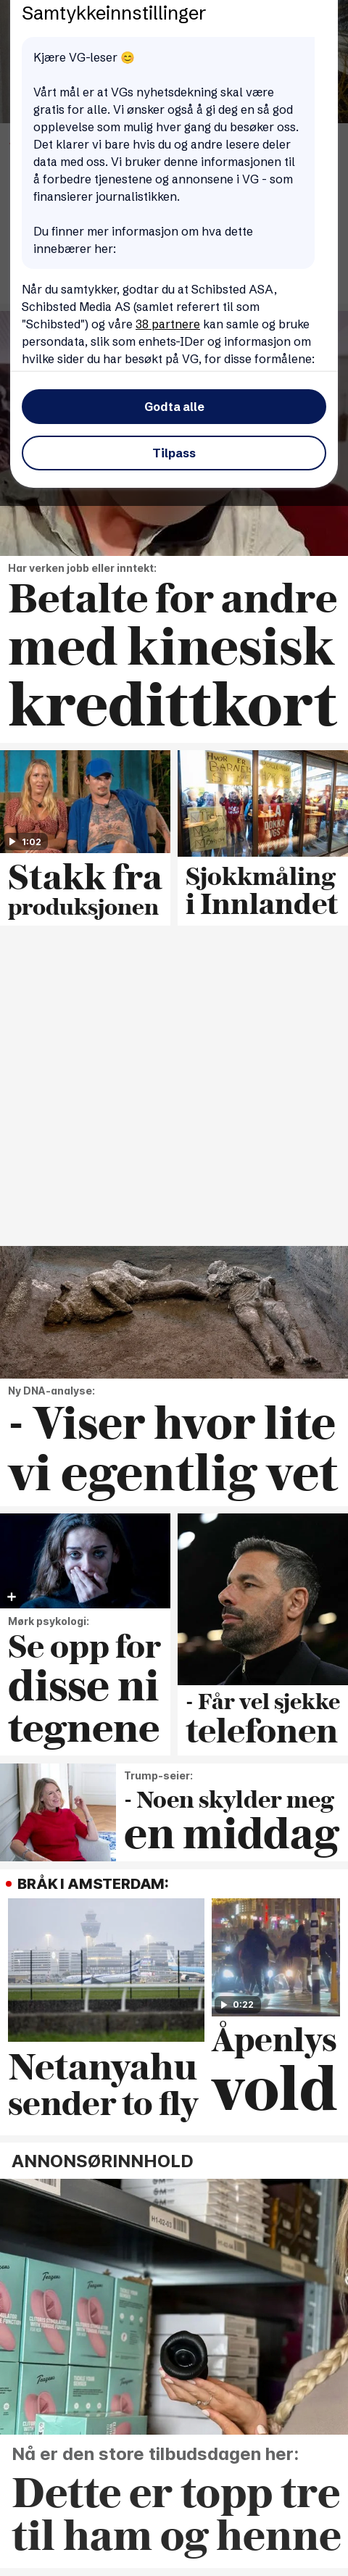 Samtykkeinnstillinger
Kjære VG-leser 😊
Vårt mål er at VGs nyhetsdekning skal være
gratis for alle. Vi ønsker også å gi deg en så god
opplevelse som mulig hver gang du besøker oss.
Det klarer vi bare hvis du og andre lesere deler
data med oss. Vi bruker denne informasjonen til
å forbedre tjenestene og annonsene i VG - som
finansierer journalistikken.
Du finner mer informasjon om hva dette
innebærer her:
Når du samtykker, godtar du at Schibsted ASA,
Schibsted Media AS (samlet referert til som
"Schibsted") og våre 38 partnere kan samle og bruke
persondata, slik som enhets-IDer og informasjon om
hvilke sider du har besøkt på VG, for disse formålene:
Godta alle
Tilpass
Har verken jobb eller inntekt:
Betalte for andre
med kinesisk
kredittkort
1:02
Stakk fra
produksjonen
HVOR ER
BARNEN
DONNA
Sjokkmåling
i Innlandet
Ny DNA-analyse:
- Viser hvor lite
vi egentlig vet
Mørk psykologi:
Se opp for
disse ni
tegnene
- Får vel sjekke
telefonen
Trump-seier:
- Noen skylder meg
en middag
BRÅK I AMSTERDAM:
Netanyahu
sender to fly
0:22
Åpenlys
vold
ANNONSØRINNHOLD
Nå er den store tilbudsdagen her:
Dette er topp tre
til ham og henne